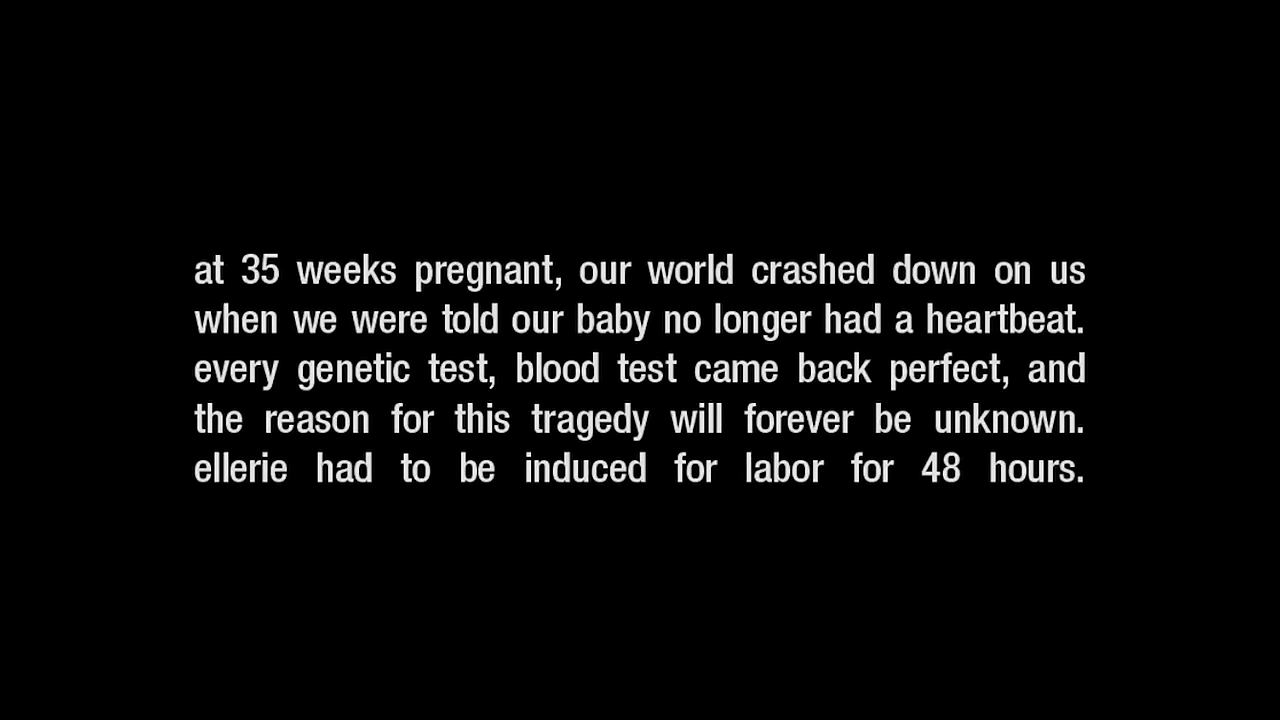 at 35 weeks pregnant, our world crashed down on us
when we were told our baby no longer had a heartbeat.
every genetic test, blood test came back perfect, and
the reason for this tragedy will forever be unknown.
ellerie had to be induced for labor for 48 hours.